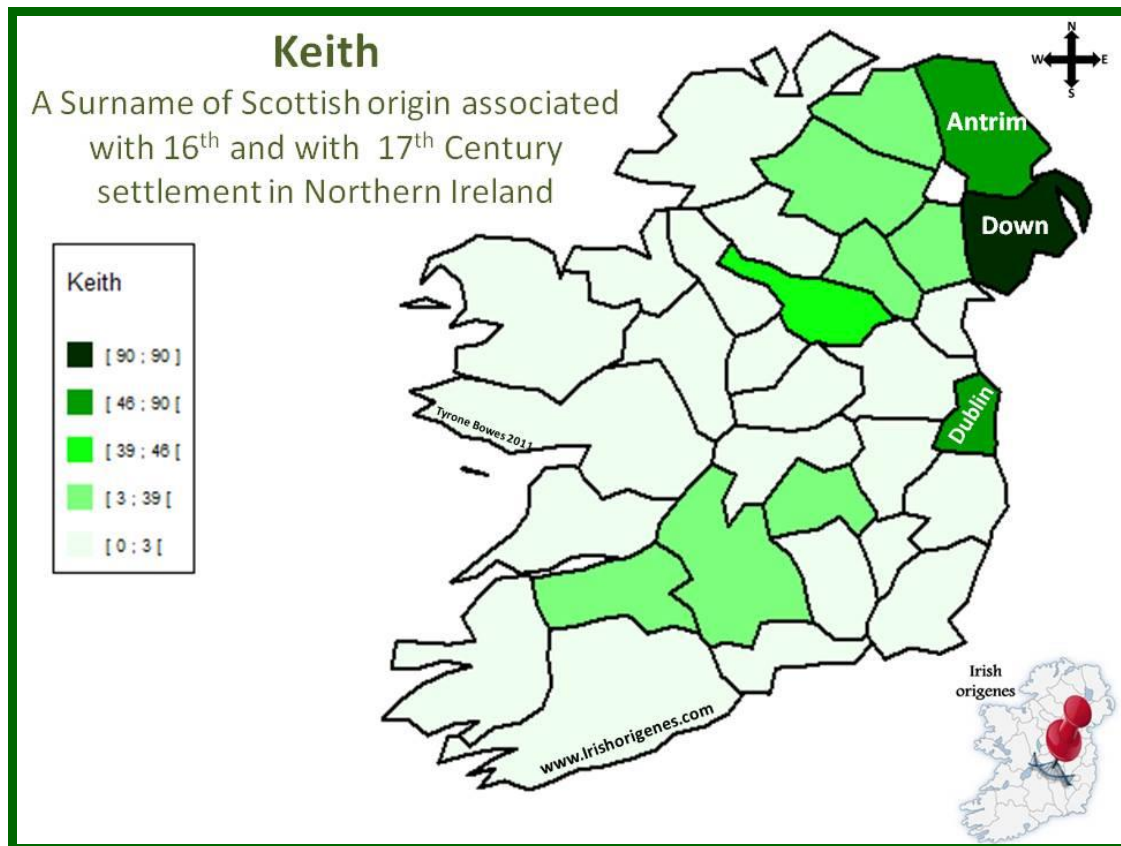 Keith
A Surname of Scottish origin associated
with 16th and with 17th Century
settlement in Northern Ireland
N
W E
S
Antrim
Down
Keith
[ 90 ; 90 ]
[ 46 ; 90 [
[ 39 ; 46 [
[ 3 ; 39 [
[ 0 ; 3 [
Dublin
Tyrone Bowes 2011
www.Irishorigenes.com
Irish
origenes